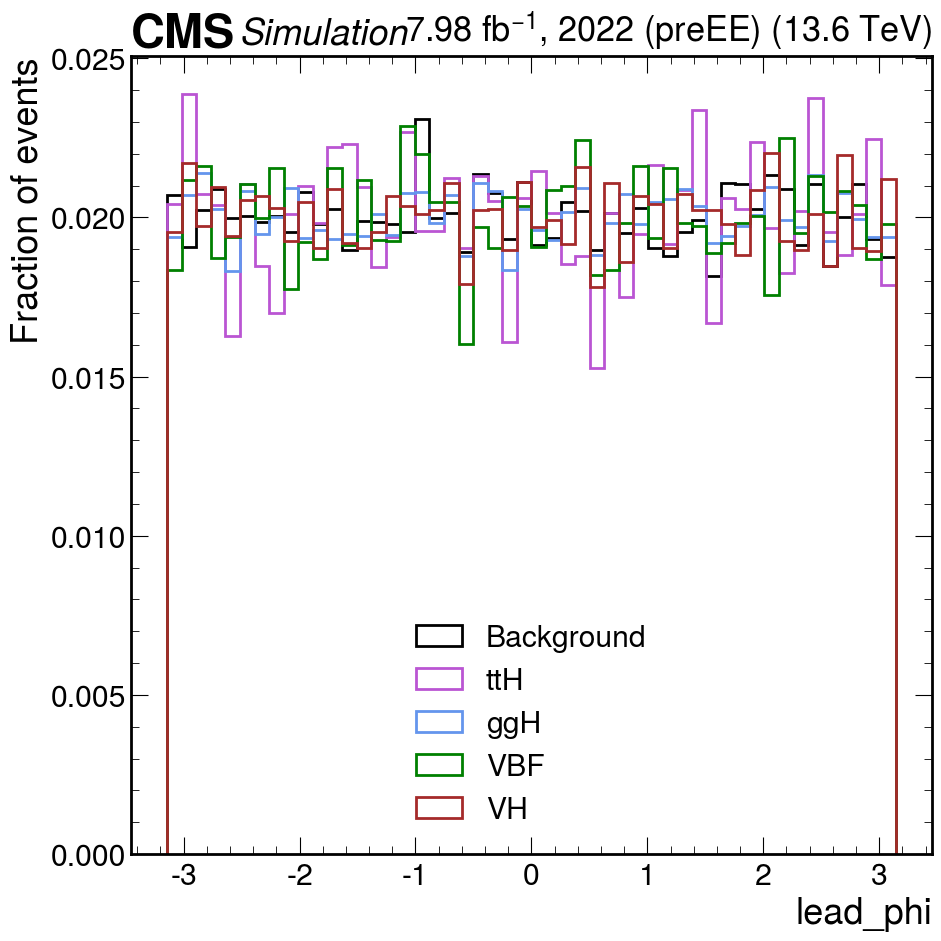 CMS Simulation 7.98 fb⁻¹, 2022 (preEE) (13.6 TeV)
Fraction of events
0.025
0.020
0.015
0.010
0.005
0.000
Background
ttH
ggH
VBF
VH
-3 -2 -1 0 1 2 3
lead_phi